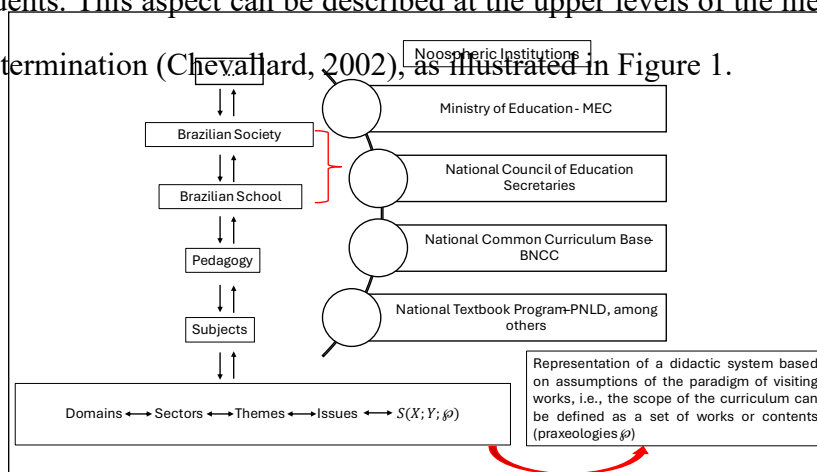 dents. This aspect can be described at the upper levels of the
Noospheric Institutions
termination (Chevallard, 2002), as illustrated in Figure 1.
Ministry of Education - MEC
Brazilian Society
National Council of Education
Secretaries
Brazilian School
National Common Curriculum Base-
BNCC
Pedagogy
National Textbook Program-PNLD, among
others
Subjects
Representation of a didactic system based
on assumptions of the paradigm of visiting
works, i.e., the scope of the curriculum can
be defined as a set of works or contents
(praxeologies ℘)
Domains Sectors Themes Issues S(X; Y; ℘)